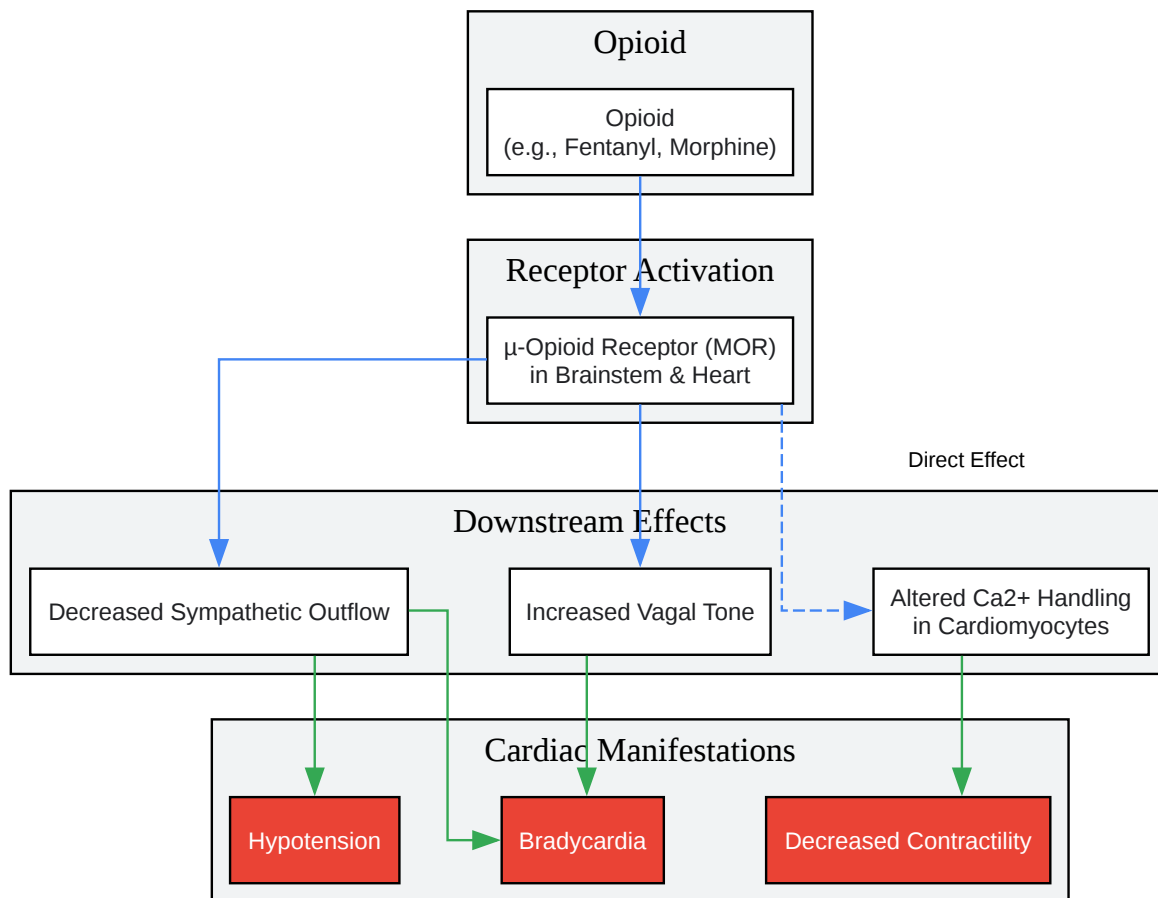 Opioid
Opioid
(e.g., Fentanyl, Morphine)
Receptor Activation
µ-Opioid Receptor (MOR)
in Brainstem & Heart
Direct Effect
Downstream Effects
Decreased Sympathetic Outflow
Increased Vagal Tone
Altered Ca2+ Handling
in Cardiomyocytes
Cardiac Manifestations
Hypotension
Bradycardia
Decreased Contractility